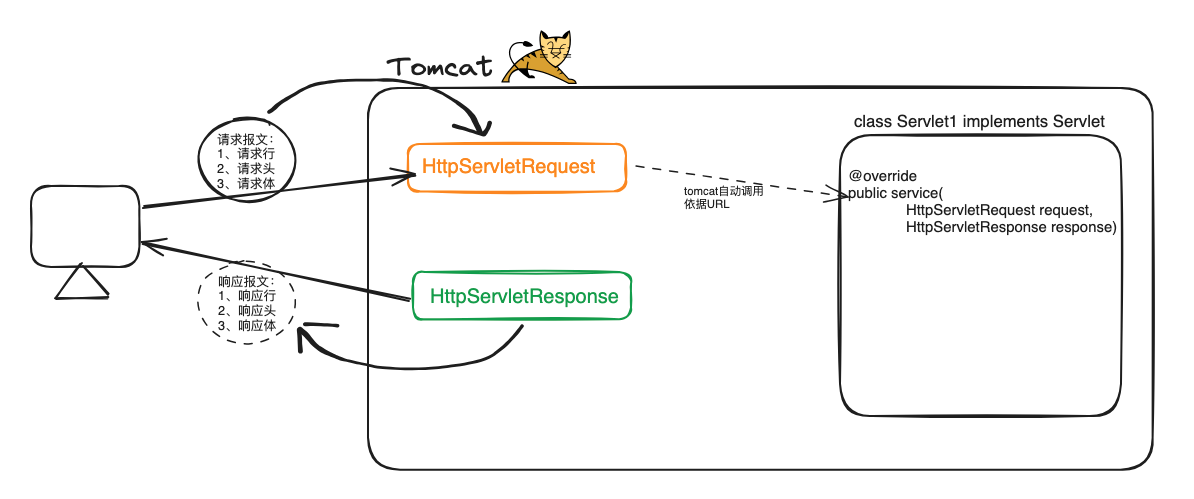 Tomcat
请求报文：
1、请求行
2、请求头
3、请求体
HttpServletRequest
tomcat自动调用
依据URL
class Servlet1 implements Servlet
@override
public service(
HttpServletRequest request,
HttpServletResponse response)
响应报文：
1、响应行
2、响应头
3、响应体
HttpServletResponse